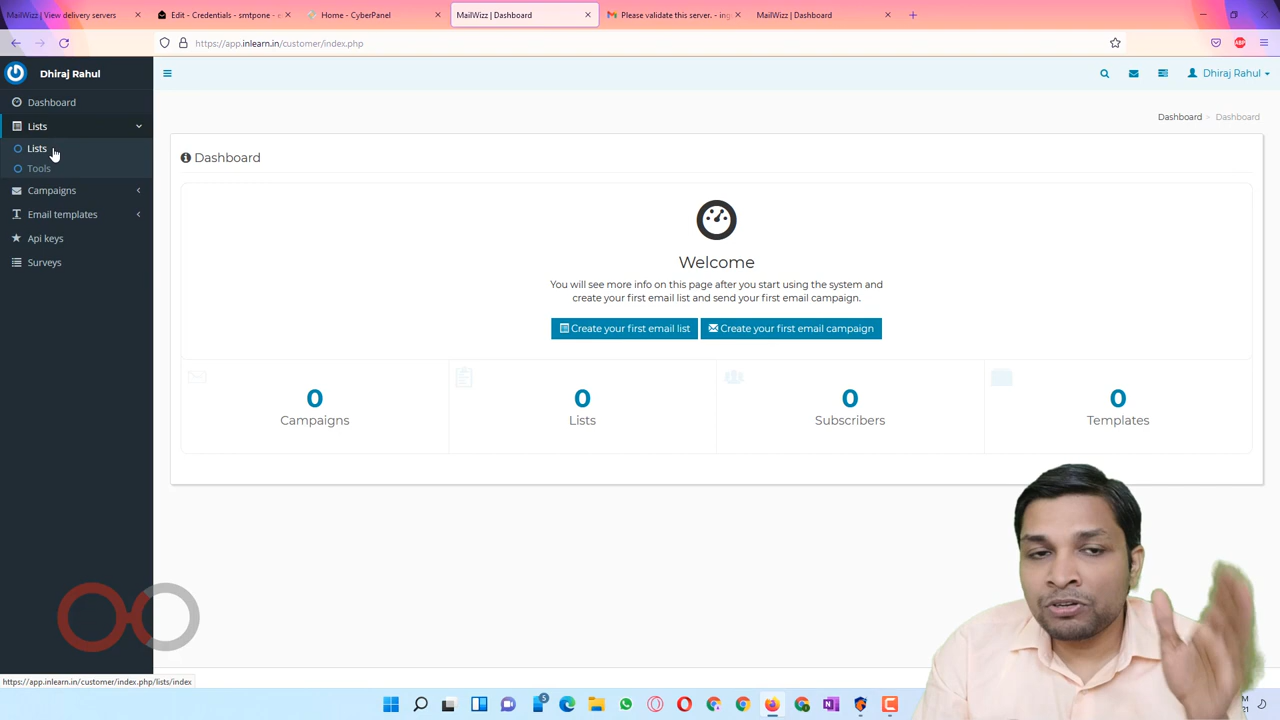 MailWizz | View delivery servers
Edit - Credentials - smtpone - e
Home - CyberPanel
MailWizz | Dashboard
Please validate this server. - ing
MailWizz | Dashboard
https://app.inlearn.in/customer/index.php
Dhiraj Rahul
Dhiraj Rahul
Dashboard
Lists
Lists
Tools
Campaigns
Email templates
Api keys
Surveys
Dashboard > Dashboard
Dashboard
Welcome
You will see more info on this page after you start using the system and
create your first email list and send your first email campaign.
Create your first email list
Create your first email campaign
0
Campaigns
0
Lists
0
Subscribers
0
Templates
https://app.inlearn.in/customer/index.php/lists/index